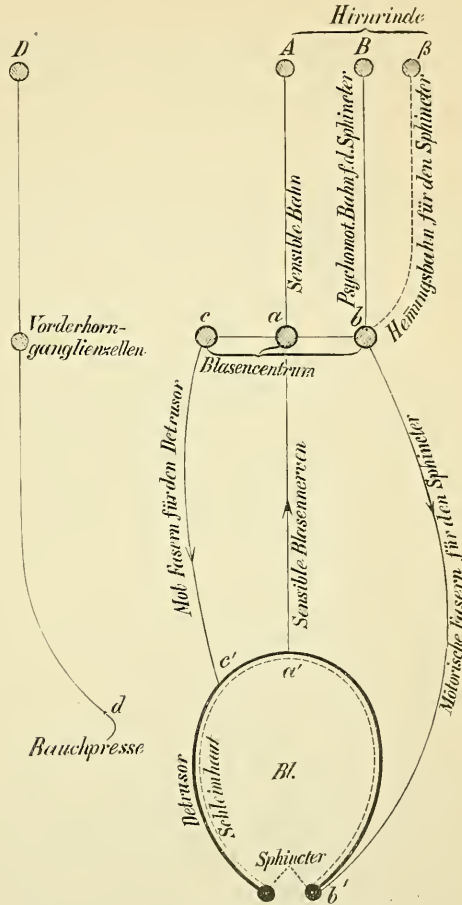 Hirnrinde
D
A
B
β
Sensible Bahn
Psychomot. Bahn f. d. Sphincter
Hemungsbahn für den Sphincter
Vorderhorn-
ganglienzellen.
c
a
b
Blasencentrum
Mot Fasern für den Detrusor
Sensible Blasennerven
Motorische Fasern für den Sphincter
c'
a'
d
Bauchpresse
Detrusor
Schleimhaut
Bl.
Sphincter
b'